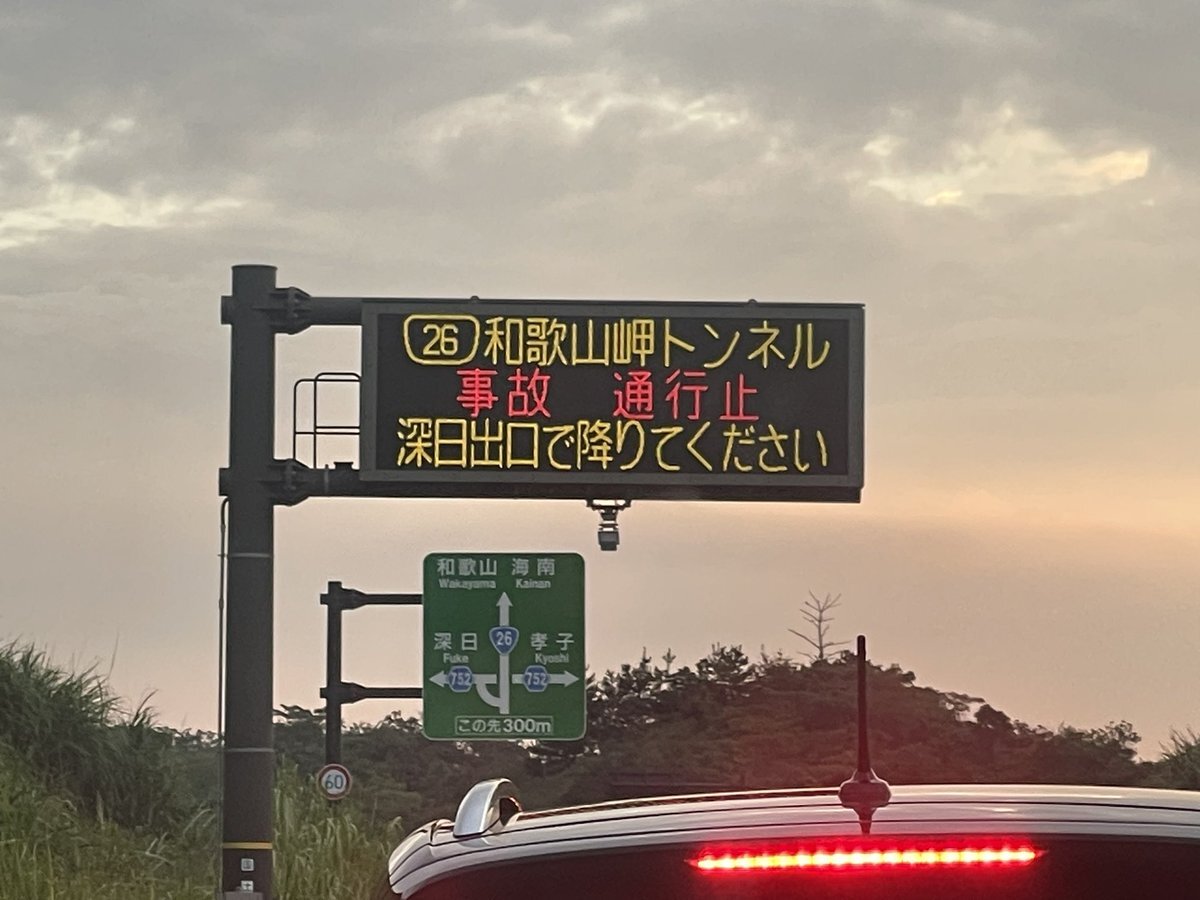 26 和歌山岬トンネル
事故 通行止
深日出口で降りてください
和歌山 海南
Wakayama Kainan
26
深日 孝子
Fuke Kyoshi
752 752
この先300m
60